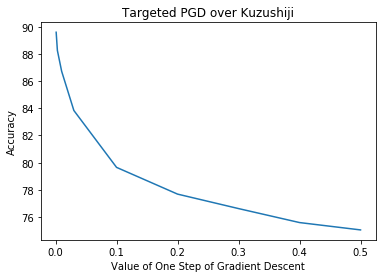 Targeted PGD over Kuzushiji
90
88
86
84
82
80
78
76
Accuracy
0.0 0.1 0.2 0.3 0.4 0.5
Value of One Step of Gradient Descent